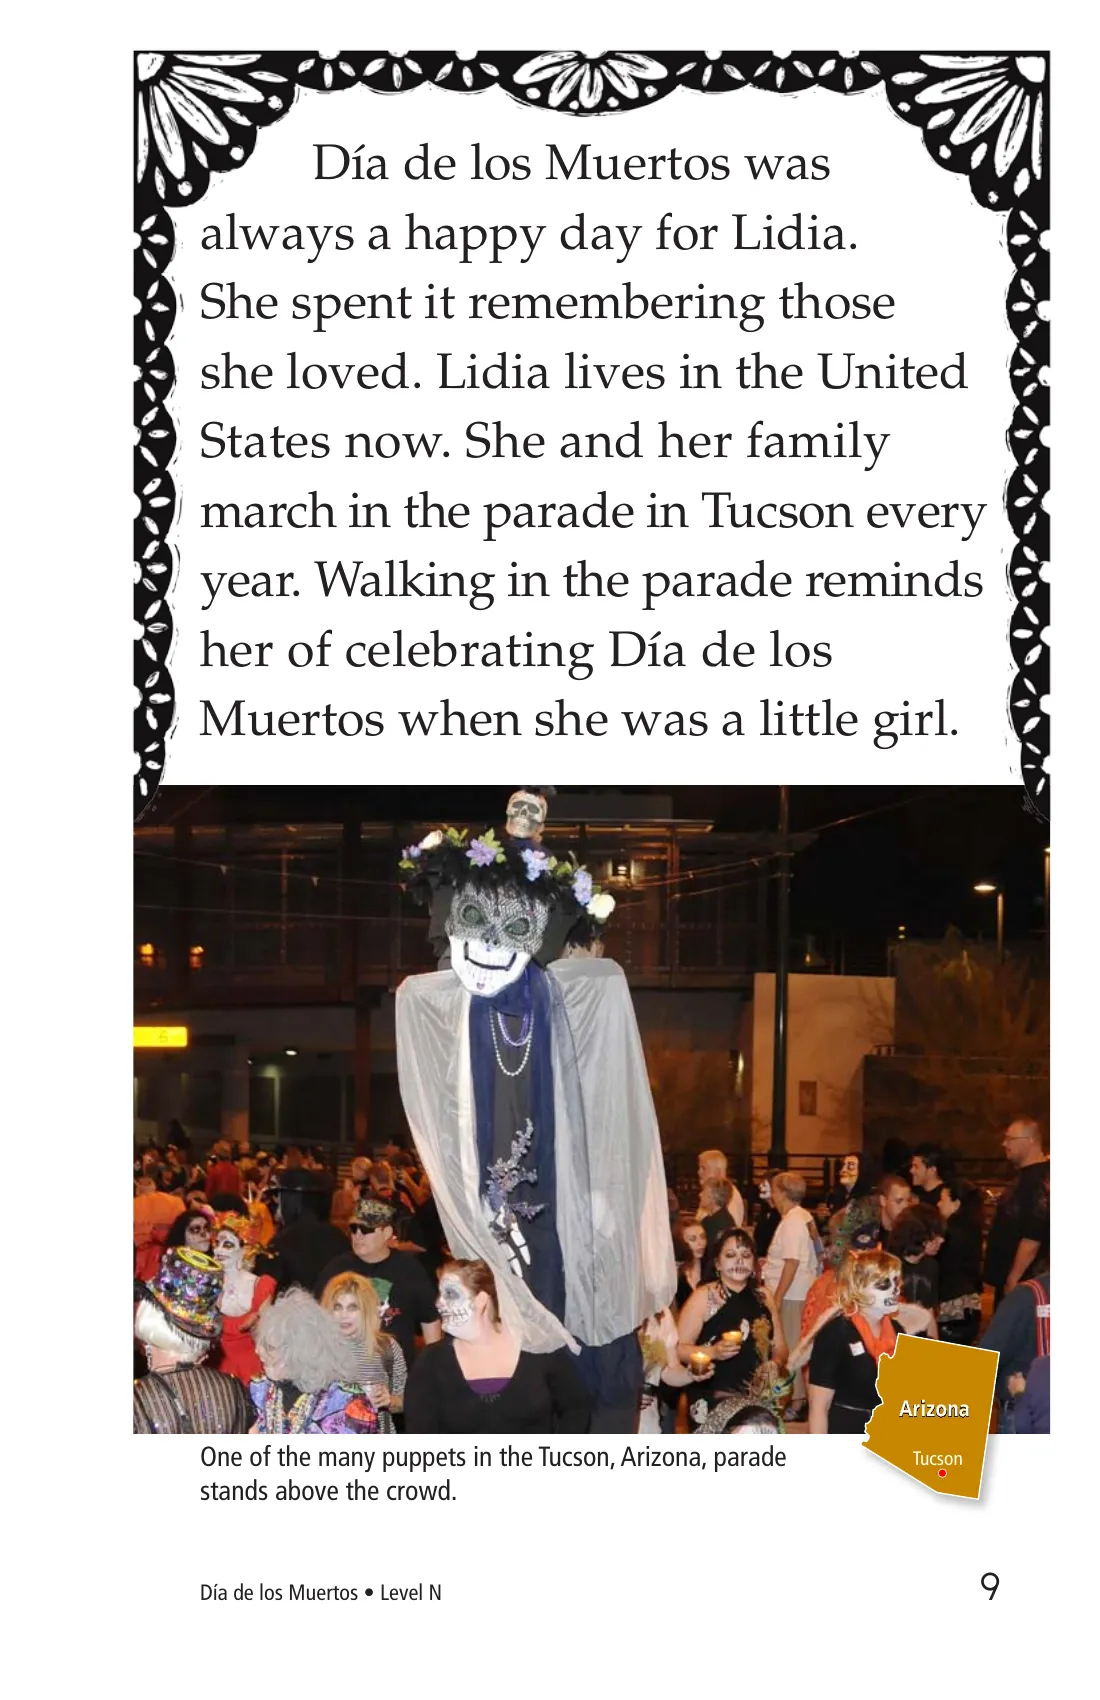 Día de los Muertos was
always a happy day for Lidia.
She spent it remembering those
she loved. Lidia lives in the United
States now. She and her family
march in the parade in Tucson every
year. Walking in the parade reminds
her of celebrating Día de los
Muertos when she was a little girl.
Arizona
Tucson
One of the many puppets in the Tucson, Arizona, parade
stands above the crowd.
Día de los Muertos • Level N
9